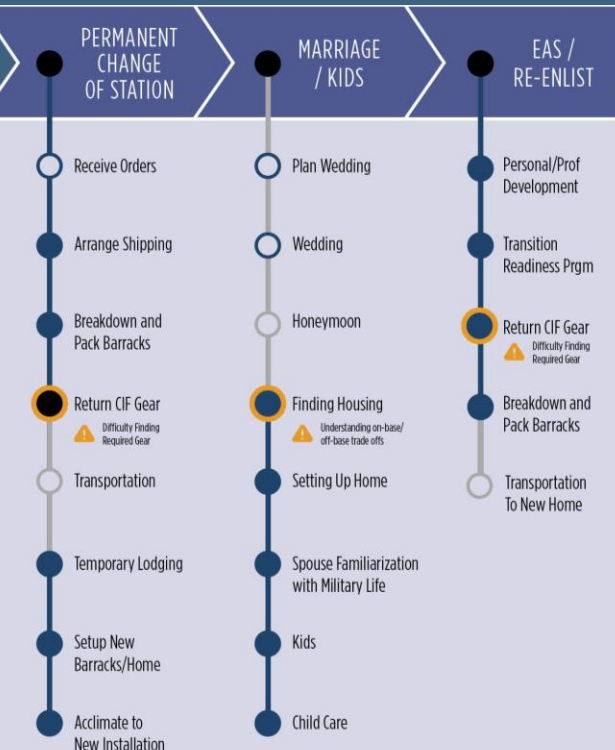 PERMANENT
CHANGE
OF STATION
Receive Orders
Arrange Shipping
Breakdown and
Pack Barracks
Return CIF Gear
Difficulty Finding
Required Gear
Transportation
Temporary Lodging
Setup New
Barracks/Home
Acclimate to
New Installation
MARRIAGE
/ KIDS
Plan Wedding
Wedding
Honeymoon
Finding Housing
Understanding on-base/
off-base trade offs
Setting Up Home
Spouse Familiarization
with Military Life
Kids
Child Care
EAS /
RE-ENLIST
Personal/Prof
Development
Transition
Readiness Prgm
Return CIF Gear
Difficulty Finding
Required Gear
Breakdown and
Pack Barracks
Transportation
To New Home